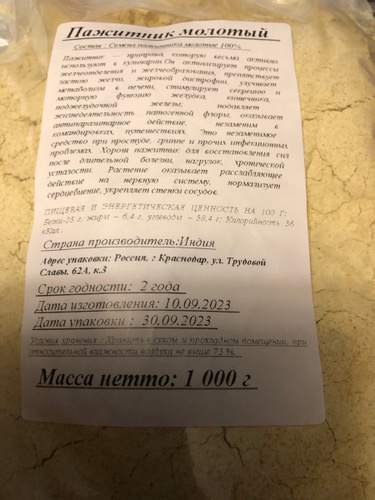 Пажитник молотый
Состав : Семена пажитника молотые 100%.
Пажитник – приправа, которую весьма активно
используют в кулинарии.Он активизирует процессы
желчеотделения и желчеобразования, препятствует
застою желчи, жировой дистрофии, улучшает
метаболизм в печени, стимулирует секрецию и
моторную функцию желудка, кишечника,
поджелудочной железы, подавляет
жизнедеятельность патогенной флоры, оказывает
антипаразитарное действие, незаменим в
командировках, путешествиях. Это незаменимое
средство при простуде, гриппе и прочих инфекционных
проблемах. Хорош пажитник для восстановления сил
после длительной болезни, нагрузок, хронической
усталости. Растение оказывает расслабляющее
действие на нервную систему, нормализует
сердцебиение, укрепляет стенки сосудов.
ПИЩЕВАЯ И ЭНЕРГЕТИЧЕСКАЯ ЦЕННОСТЬ НА 100 Г:
Белки-23 г, жиры – 6,4 г, углеводы – 58,4 г; Калорийность 36
кКал.
Страна производитель:Индия
Адрес упаковки: Россия, г Краснодар, ул. Трудовой
Славы, 62А, к.3
Срок годности: 2 года
Дата изготовления: 10.09.2023
Дата упаковки : 30.09.2023
Условия хранения : Хранить в сухом и прохладном помещении, при
относительной влажности воздуха не выше 75 %.
Масса нетто: 1 000 г